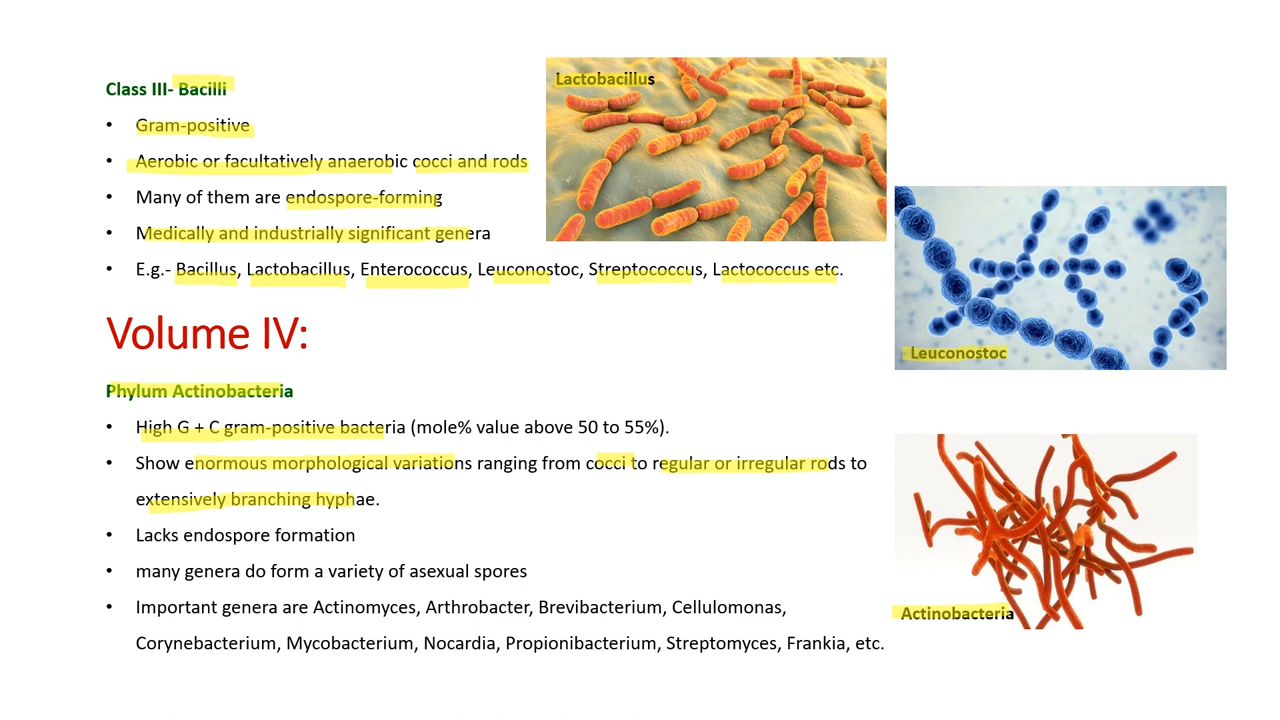 Class III- Bacilli
• Gram-positive
• Aerobic or facultatively anaerobic cocci and rods
• Many of them are endospore-forming
• Medically and industrially significant genera
• E.g.- Bacillus, Lactobacillus, Enterococcus, Leuconostoc, Streptococcus, Lactococcus etc.
Lactobacillus
Leuconostoc
Volume IV:
Phylum Actinobacteria
• High G + C gram-positive bacteria (mole% value above 50 to 55%).
• Show enormous morphological variations ranging from cocci to regular or irregular rods to
extensively branching hyphae.
• Lacks endospore formation
• many genera do form a variety of asexual spores
• Important genera are Actinomyces, Arthrobacter, Brevibacterium, Cellulomonas,
Corynebacterium, Mycobacterium, Nocardia, Propionibacterium, Streptomyces, Frankia, etc.
Actinobacteria